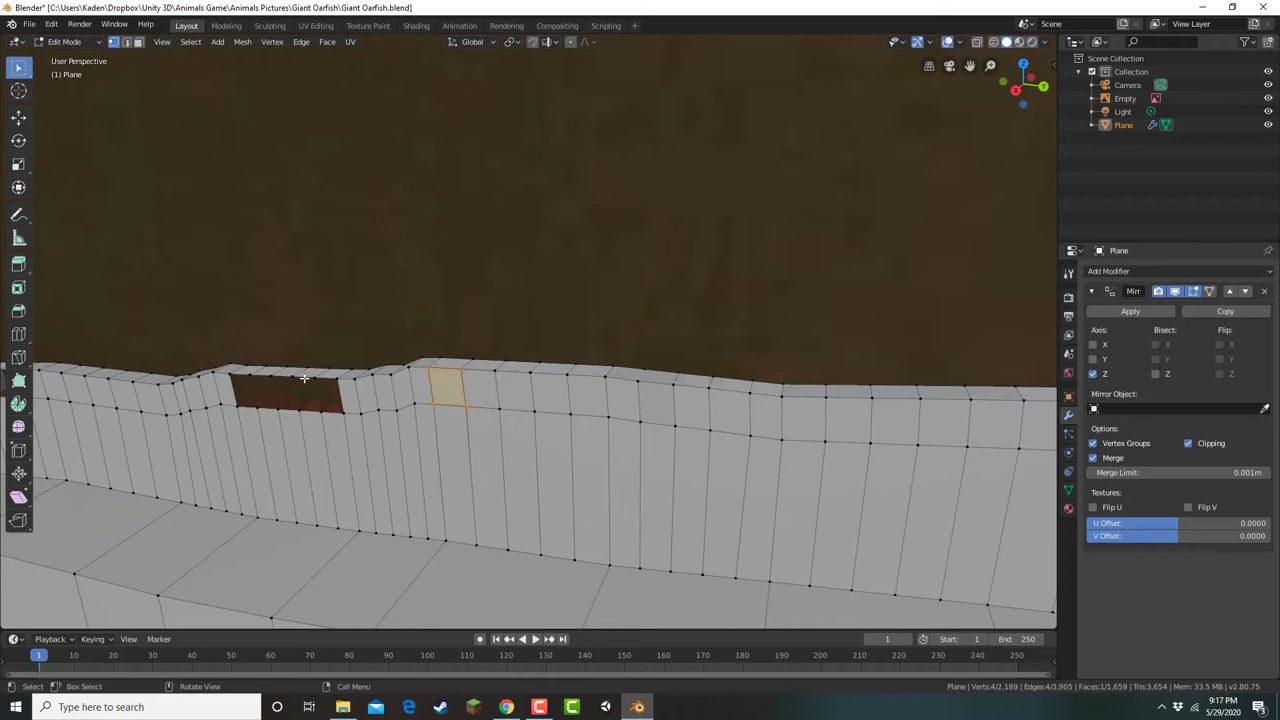 Blender* [C:\Users\Kaden\Dropbox\Unity 3D\Animals Game\Animals Pictures\Giant Oarfish\Giant Oarfish.blend]
File Edit Render Window Help Layout Modeling Sculpting UV Editing Texture Paint Shading Animation Rendering Compositing Scripting Scene View Layer
Edit Mode View Select Add Mesh Vertex Edge Face UV Global
User Perspective
(1) Plane
Z
Y
X
Scene Collection
Collection
Camera
Empty
Light
Plane
Plane
Add Modifier
Mirr
Apply Copy
Axis: Bisect: Flip:
X X X
Y Y Y
Z Z Z
Mirror Object:
Options:
Vertex Groups Clipping
Merge
Merge Limit: 0.001m
Textures:
Flip U Flip V
U Offset: 0.0000
V Offset: 0.0000
Playback Keying View Marker 1 Start: 1 End: 250
1 10 20 30 40 50 60 70 80 90 100 110 120 130 140 150 160 170 180 190 200 210 220 230 240 250
Select Box Select Rotate View Call Menu Plane | Verts:4/2,189 | Edges:4/3,905 | Faces:1/1,659 | Tris:3,654 | Mem: 33.5 MB | v2.80.75
Type here to search
9:17 PM
5/29/2020